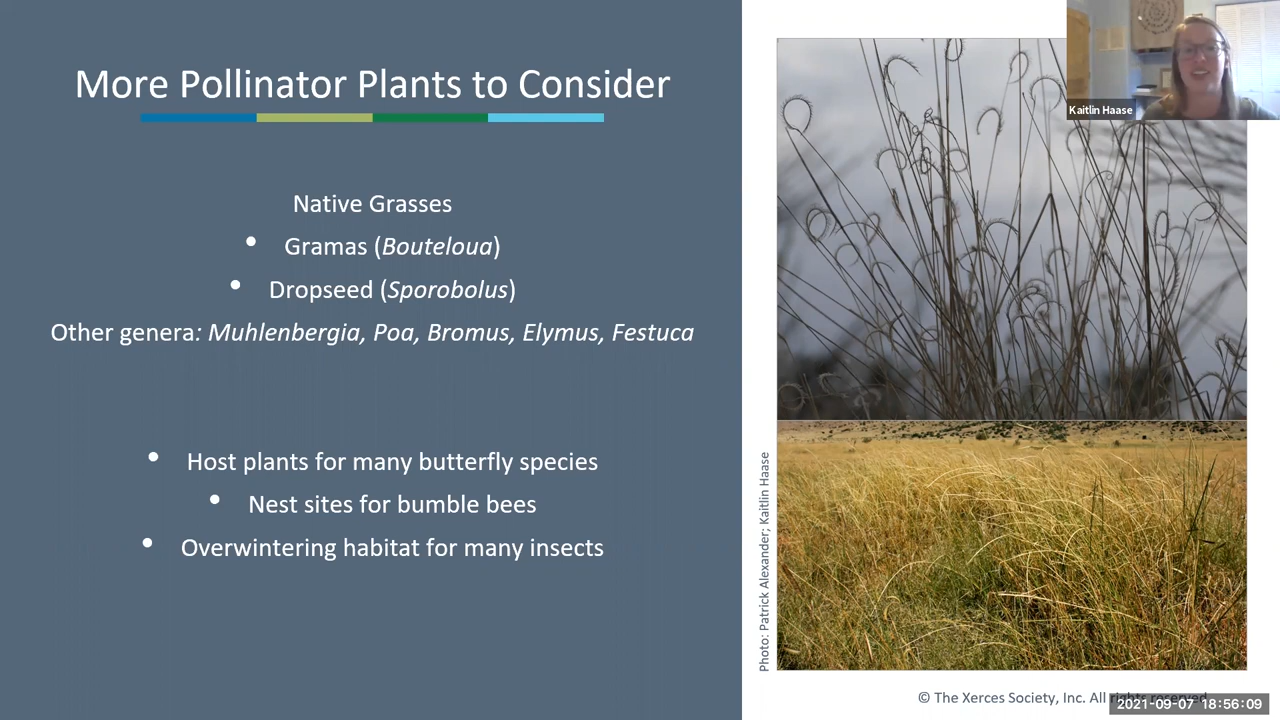 More Pollinator Plants to Consider
Native Grasses
• Gramas (Bouteloua)
• Dropseed (Sporobolus)
Other genera: Muhlenbergia, Poa, Bromus, Elymus, Festuca
• Host plants for many butterfly species
• Nest sites for bumble bees
• Overwintering habitat for many insects
Photo: Patrick Alexander; Kaitlin Haase
Kaitlin Haase
© The Xerces Society, Inc. All rights reserved
2021-09-07 18:56:09